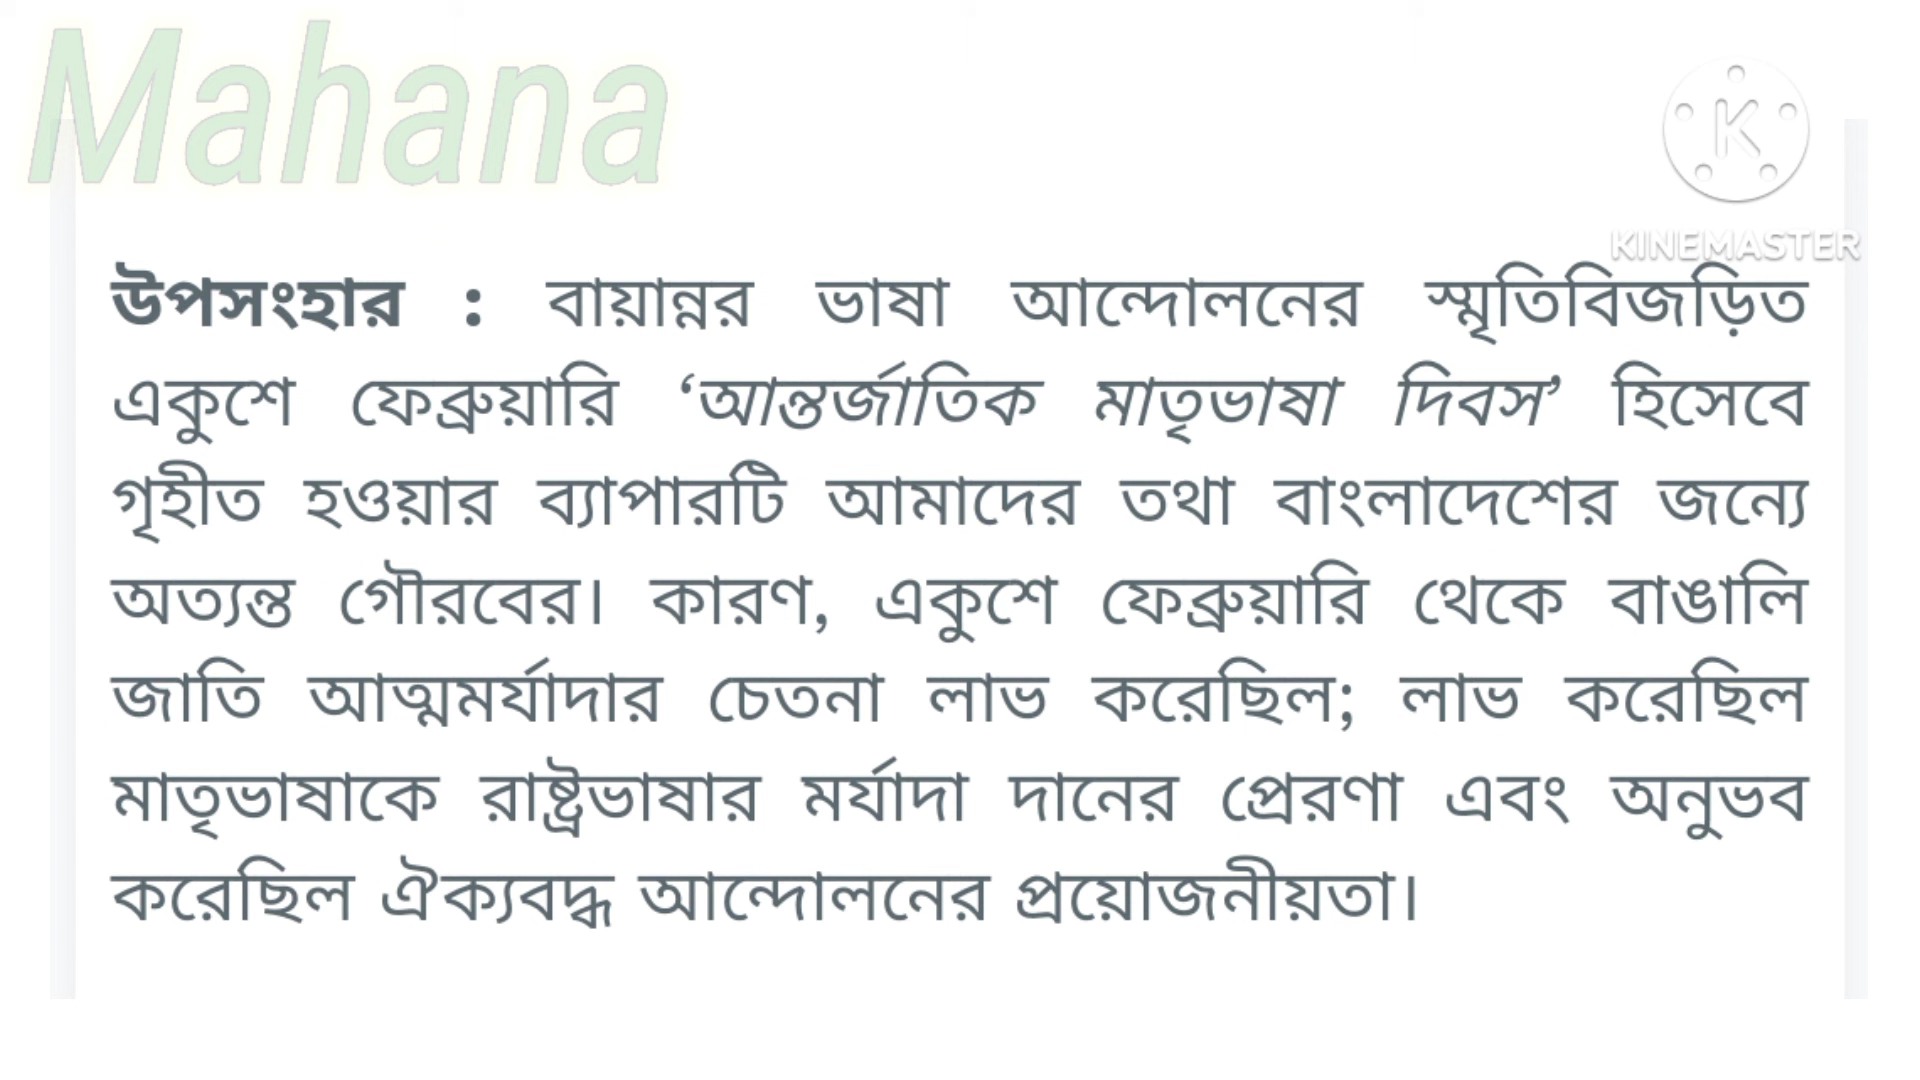 Mahana
KINEMASTER
উপসংহার : বায়ান্নর ভাষা আন্দোলনের স্মৃতিবিজড়িত
একুশে ফেব্রুয়ারি ‘আন্তর্জাতিক মাতৃভাষা দিবস’ হিসেবে
গৃহীত হওয়ার ব্যাপারটি আমাদের তথা বাংলাদেশের জন্যে
অত্যন্ত গৌরবের। কারণ, একুশে ফেব্রুয়ারি থেকে বাঙালি
জাতি আত্মমর্যাদার চেতনা লাভ করেছিল; লাভ করেছিল
মাতৃভাষাকে রাষ্ট্রভাষার মর্যাদা দানের প্রেরণা এবং অনুভব
করেছিল ঐক্যবদ্ধ আন্দোলনের প্রয়োজনীয়তা।